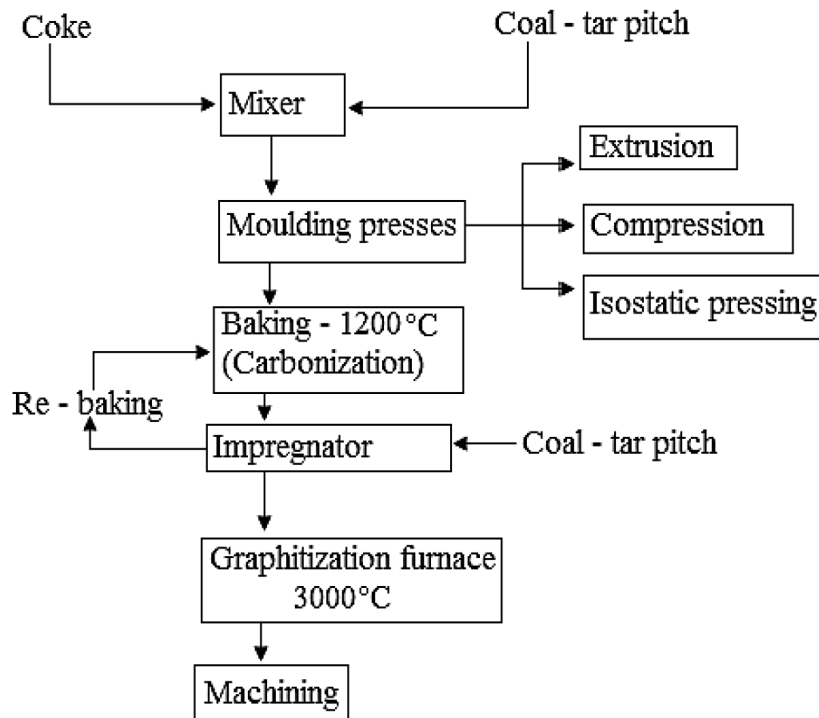 Coke
Coal - tar pitch
Mixer
Extrusion
Moulding presses
Compression
Isostatic pressing
Baking - 1200°C
(Carbonization)
Re - baking
Impregnator
Coal - tar pitch
Graphitization furnace
3000°C
Machining